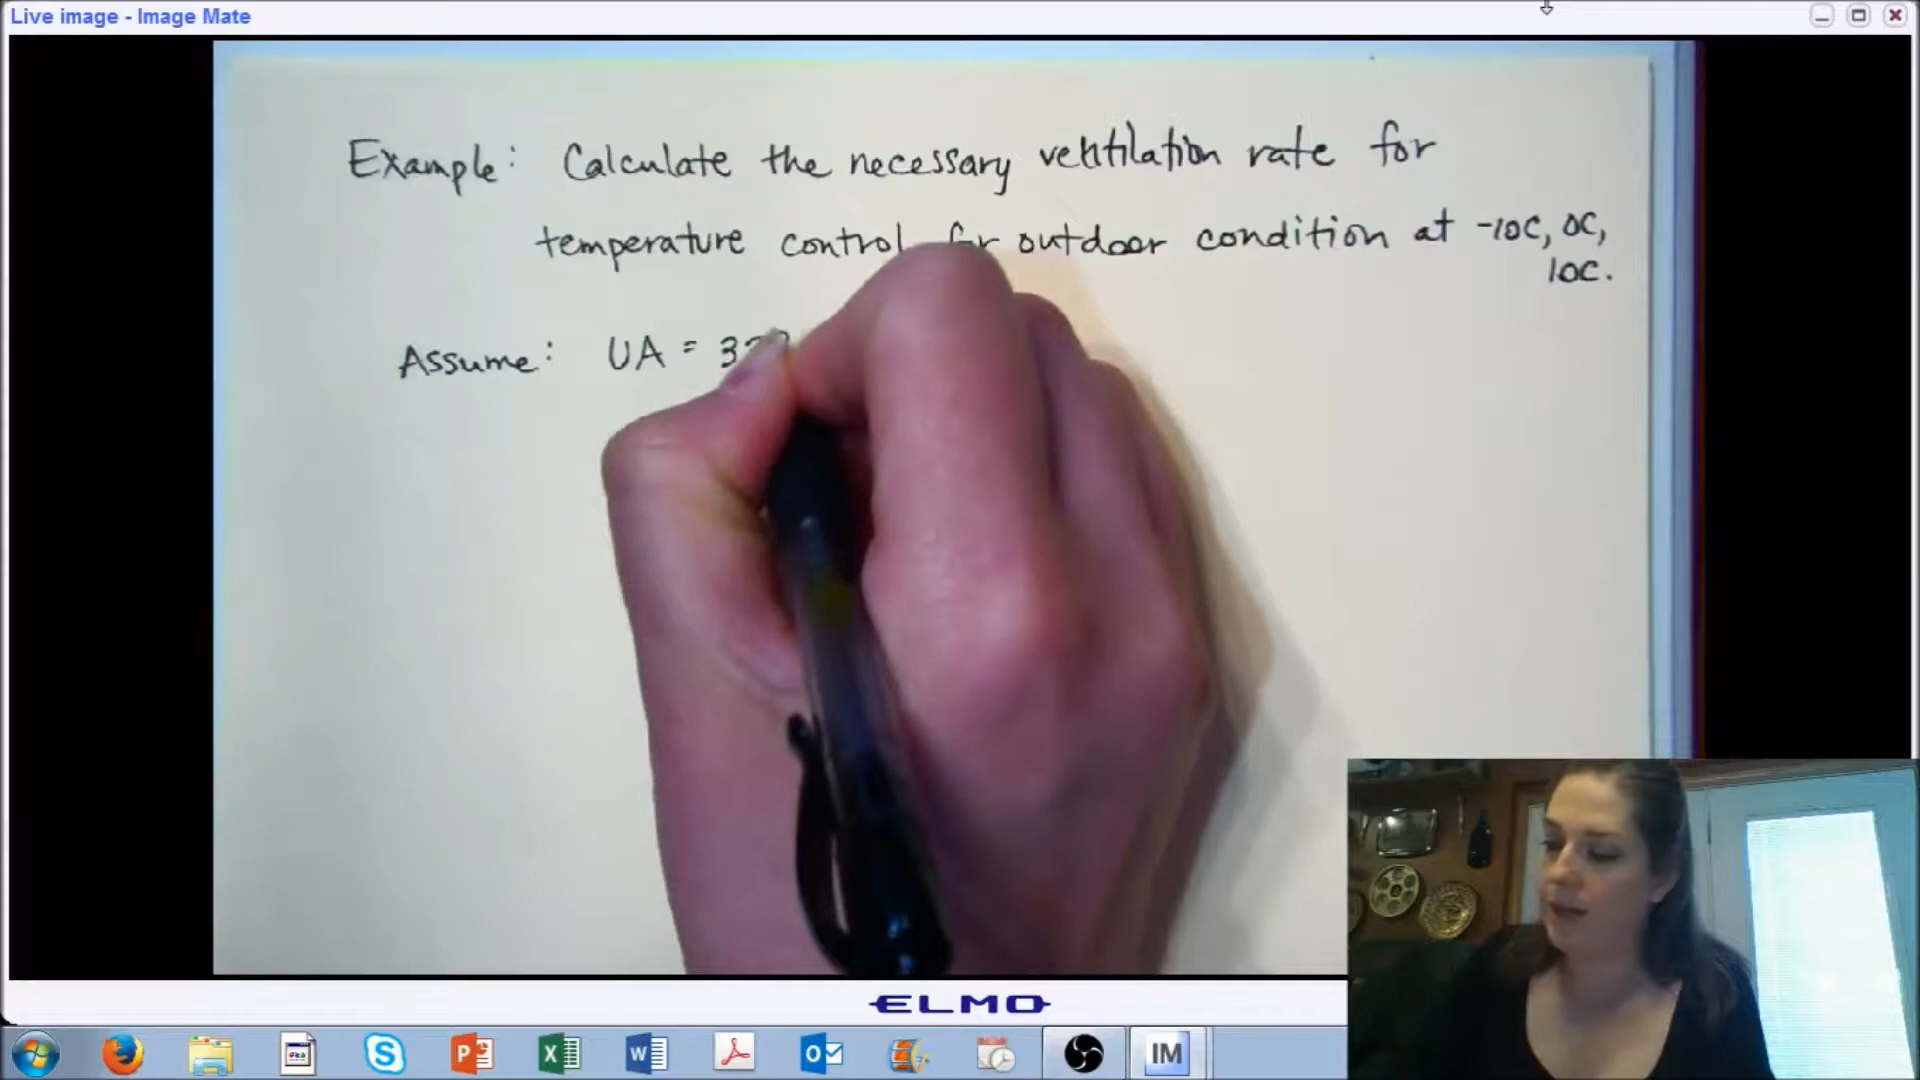 Live image - Image Mate
Example: Calculate the necessary ventilation rate for
temperature control for outdoor condition at -10C, 0C,
10C.
Assume: UA =
ELMO
S
P
X
W
O
IM